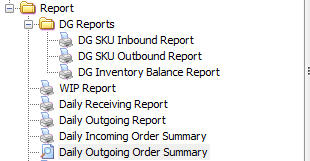 Report
DG Reports
DG SKU Inbound Report
DG SKU Outbound Report
DG Inventory Balance Report
WIP Report
Daily Receiving Report
Daily Outgoing Report
Daily Incoming Order Summary
Daily Outgoing Order Summary